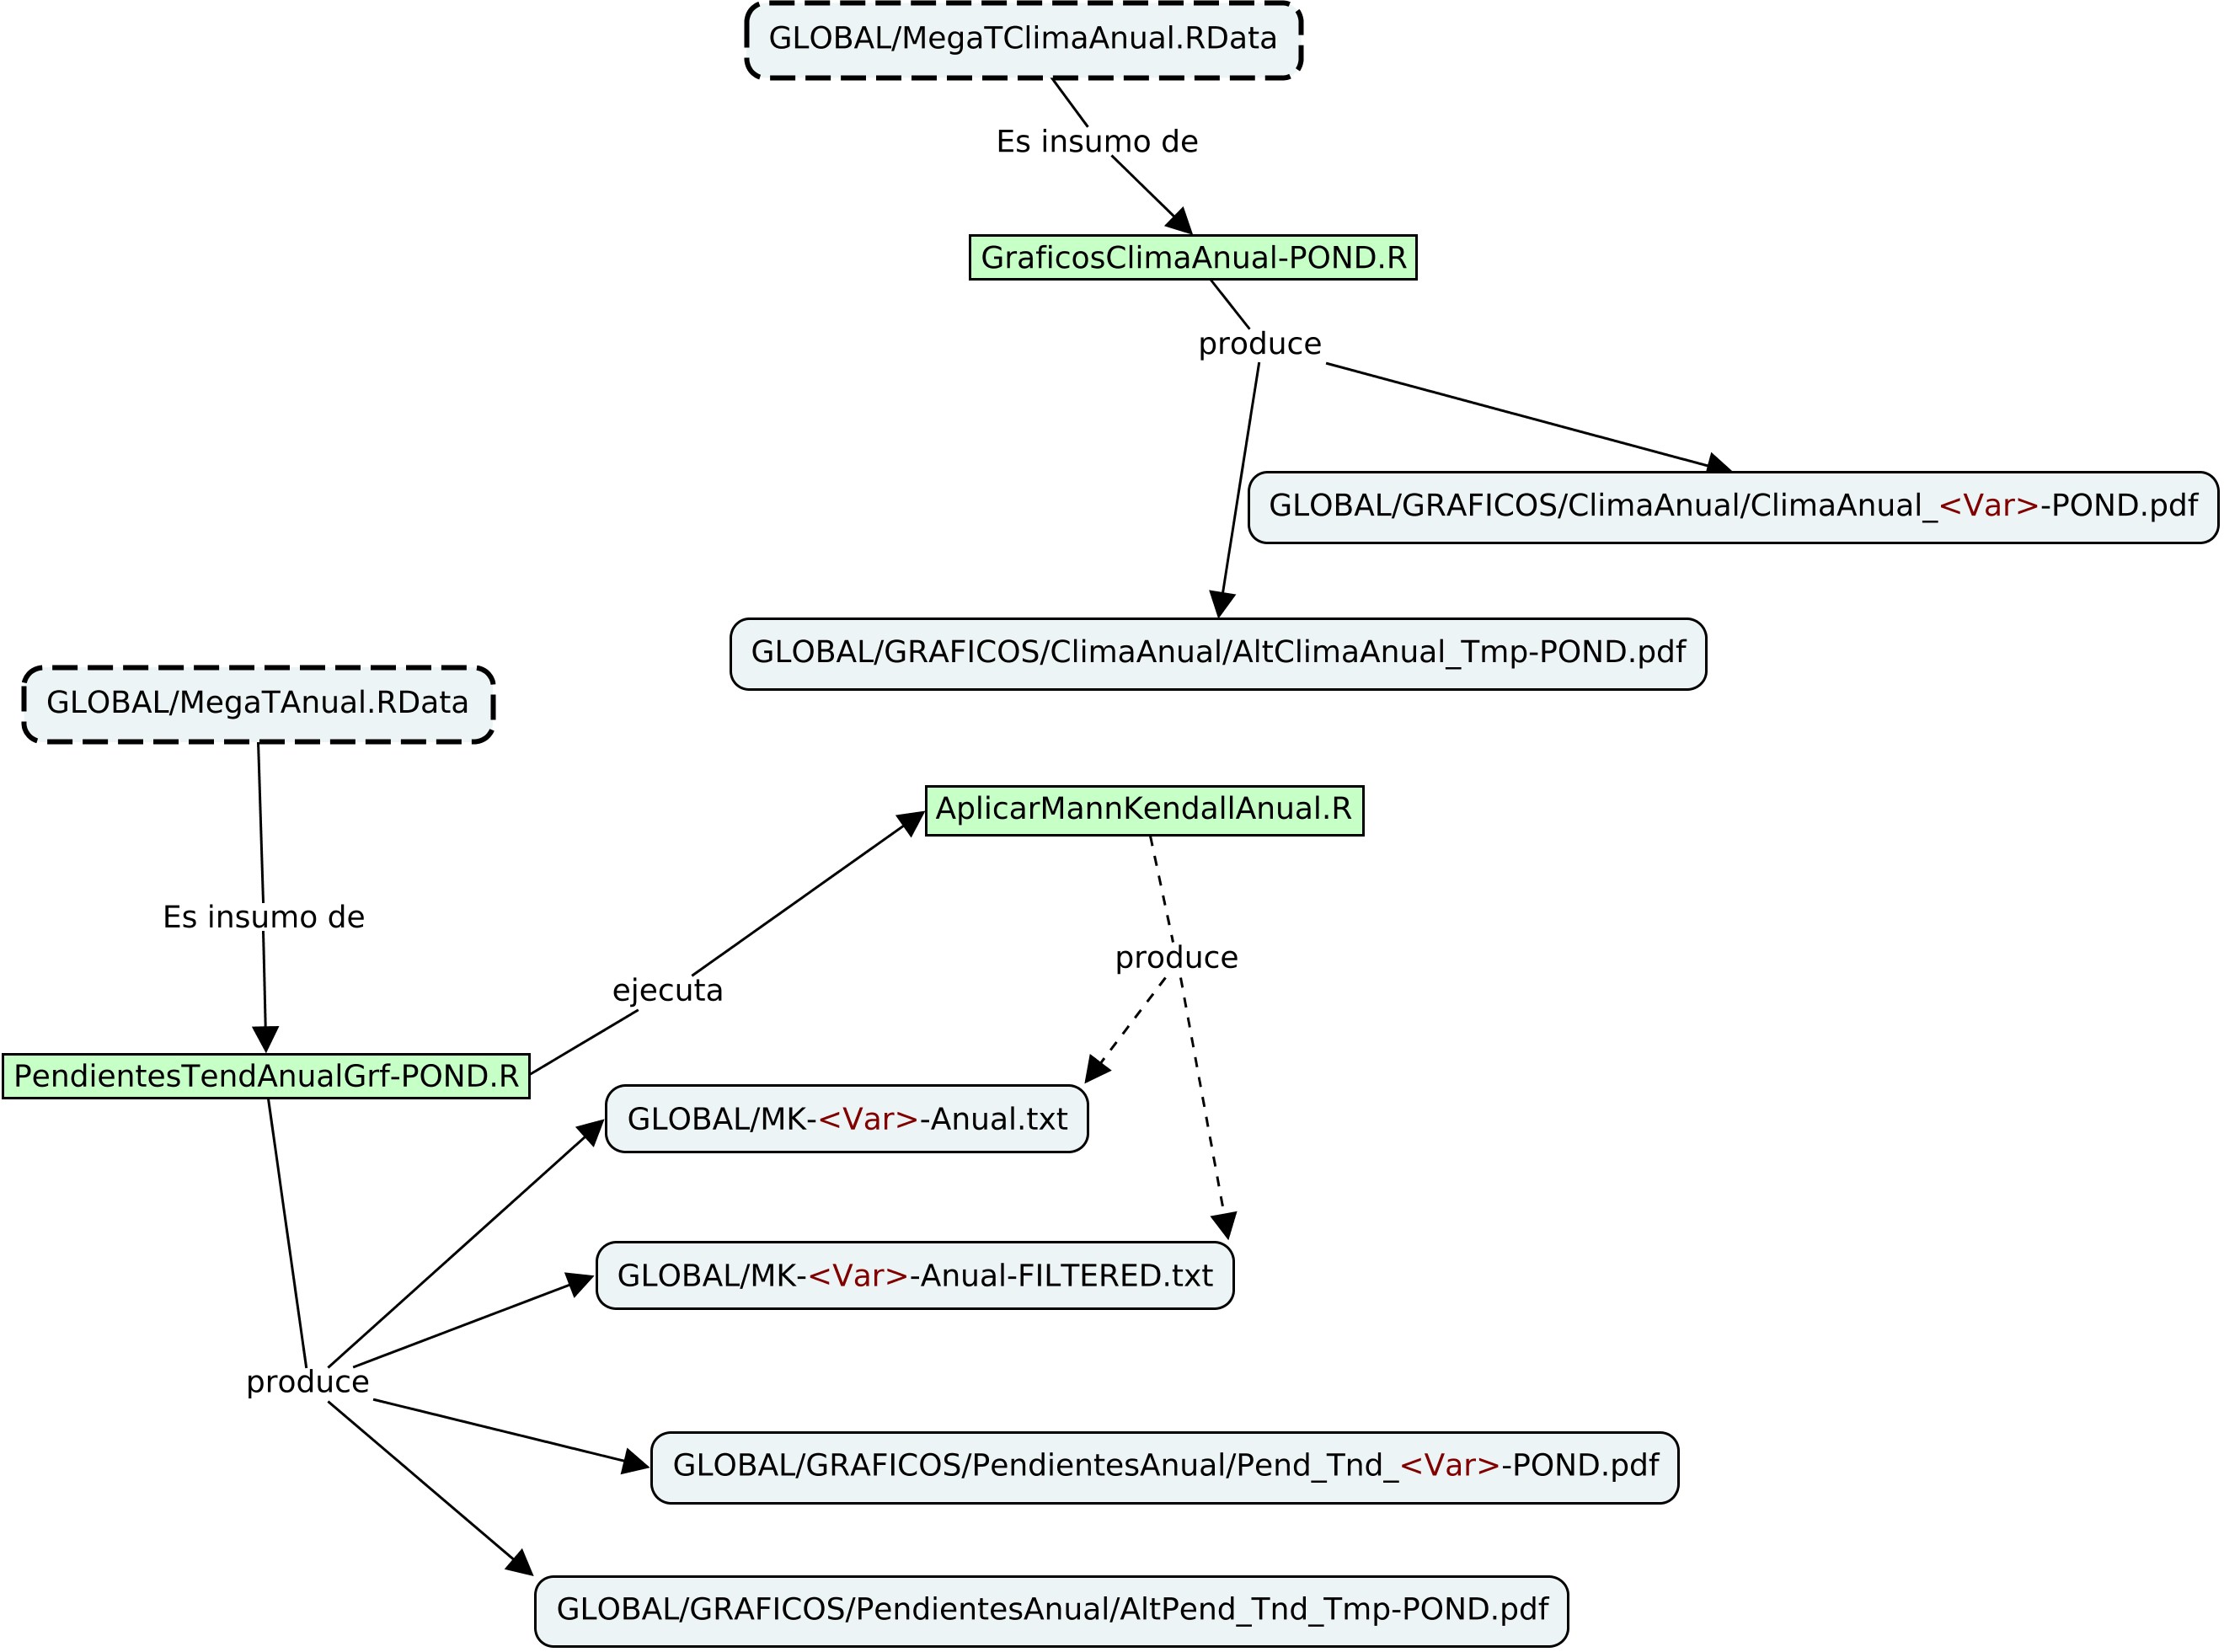 GLOBAL/MegaTClimaAnual.RData
Es insumo de
GraficosClimaAnual-POND.R
produce
GLOBAL/GRAFICOS/ClimaAnual/ClimaAnual_<Var>-POND.pdf
GLOBAL/GRAFICOS/ClimaAnual/AltClimaAnual_Tmp-POND.pdf
GLOBAL/MegaTAnual.RData
AplicarMannKendallAnual.R
Es insumo de
produce
ejecuta
PendientesTendAnualGrf-POND.R
GLOBAL/MK-<Var>-Anual.txt
GLOBAL/MK-<Var>-Anual-FILTERED.txt
produce
GLOBAL/GRAFICOS/PendientesAnual/Pend_Tnd_<Var>-POND.pdf
GLOBAL/GRAFICOS/PendientesAnual/AltPend_Tnd_Tmp-POND.pdf